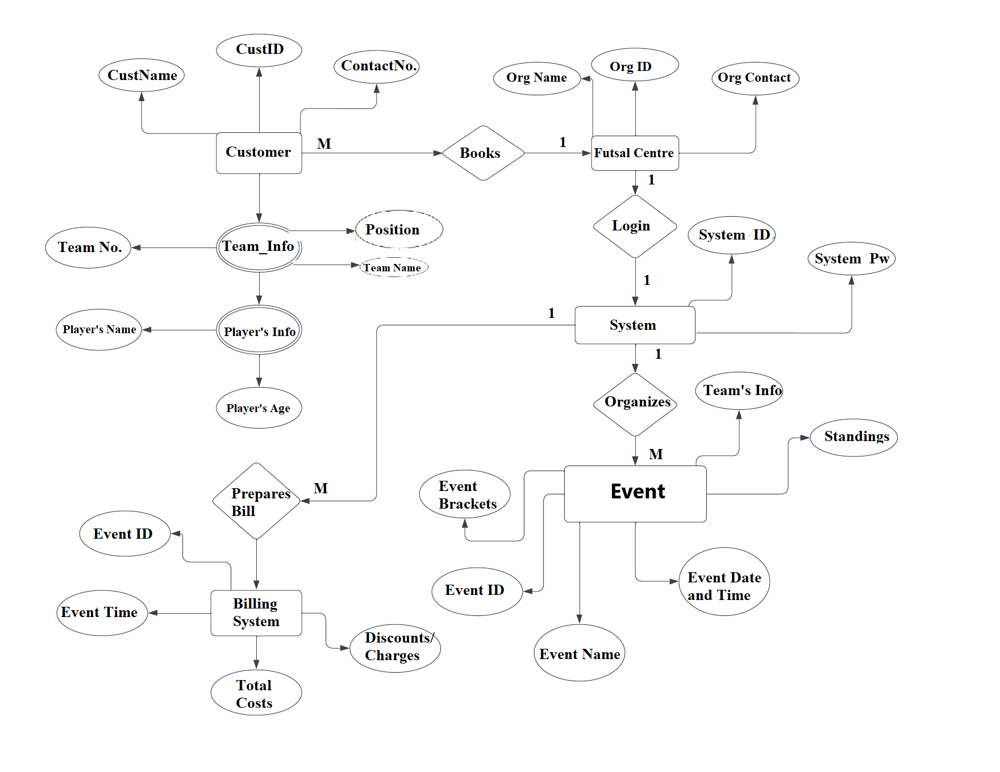 CustID
CustName
ContactNo.
Org Name
Org ID
Org Contact
Customer
M
Books
1
Futsal Centre
1
Login
Position
Team No.
Team_Info
Team Name
System ID
System Pw
1
1
System
Player's Name
Player's Info
1
Organizes
Team's Info
Player's Age
Standings
M
Prepares
Bill
M
Event
Brackets
Event
Event ID
Event ID
Event Date
and Time
Event Time
Billing
System
Discounts/
Charges
Event Name
Total
Costs